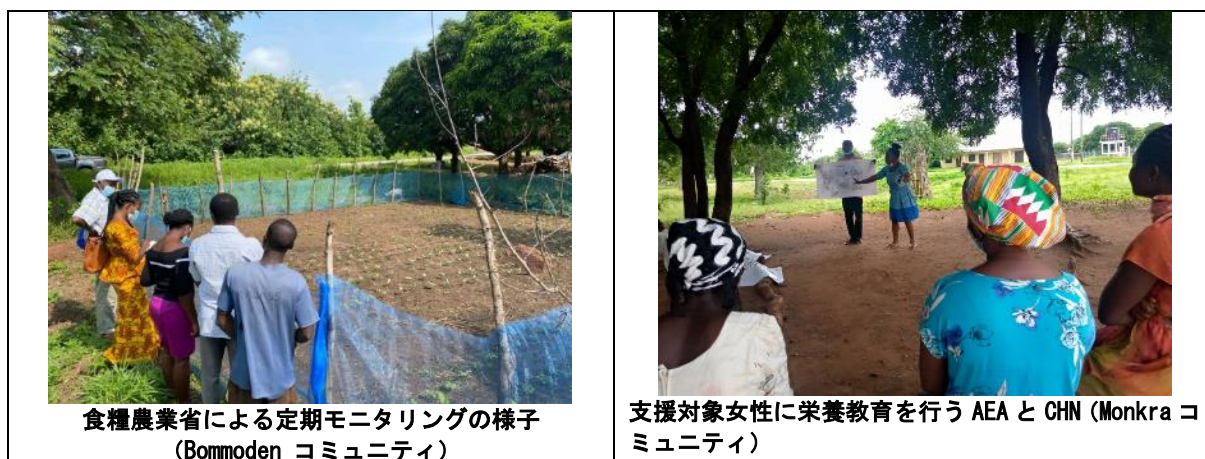 食糧農業省による定期モニタリングの様子
(Bommoden コミュニティ)
支援対象女性に栄養教育を行う AEA と CHN (Monkra コ
ミュニティ)